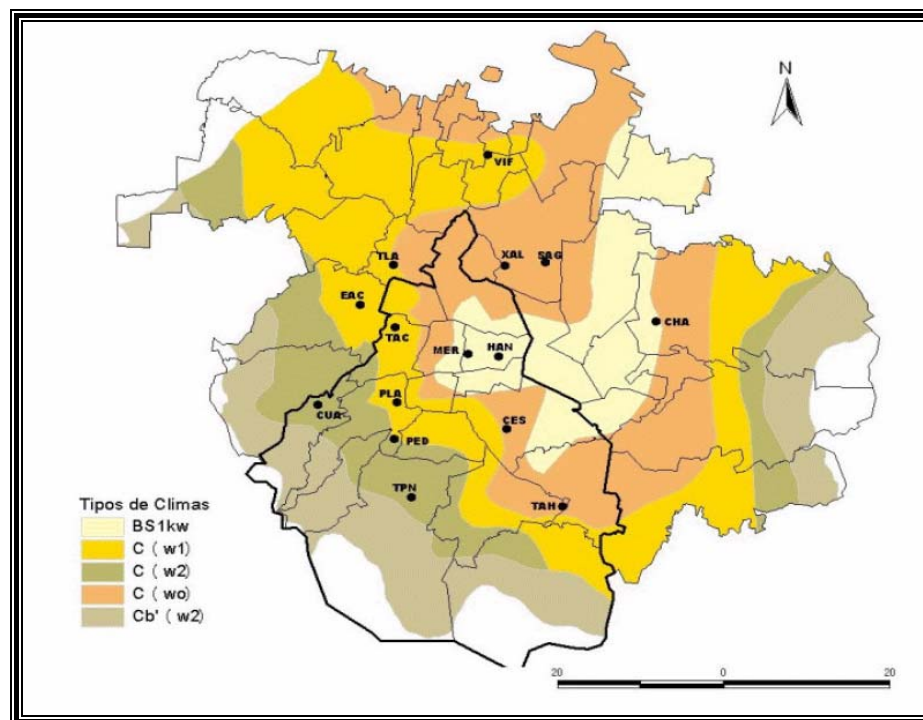 N
VIF
TLA
XAL
SAG
EAC
CHA
TAC
MER
HAN
PLA
CUA
CES
PED
TPN
TAH
Tipos de Climas
BS1kw
C ( w1)
C ( w2)
C ( wo)
Cb' ( w2)
20 0 20